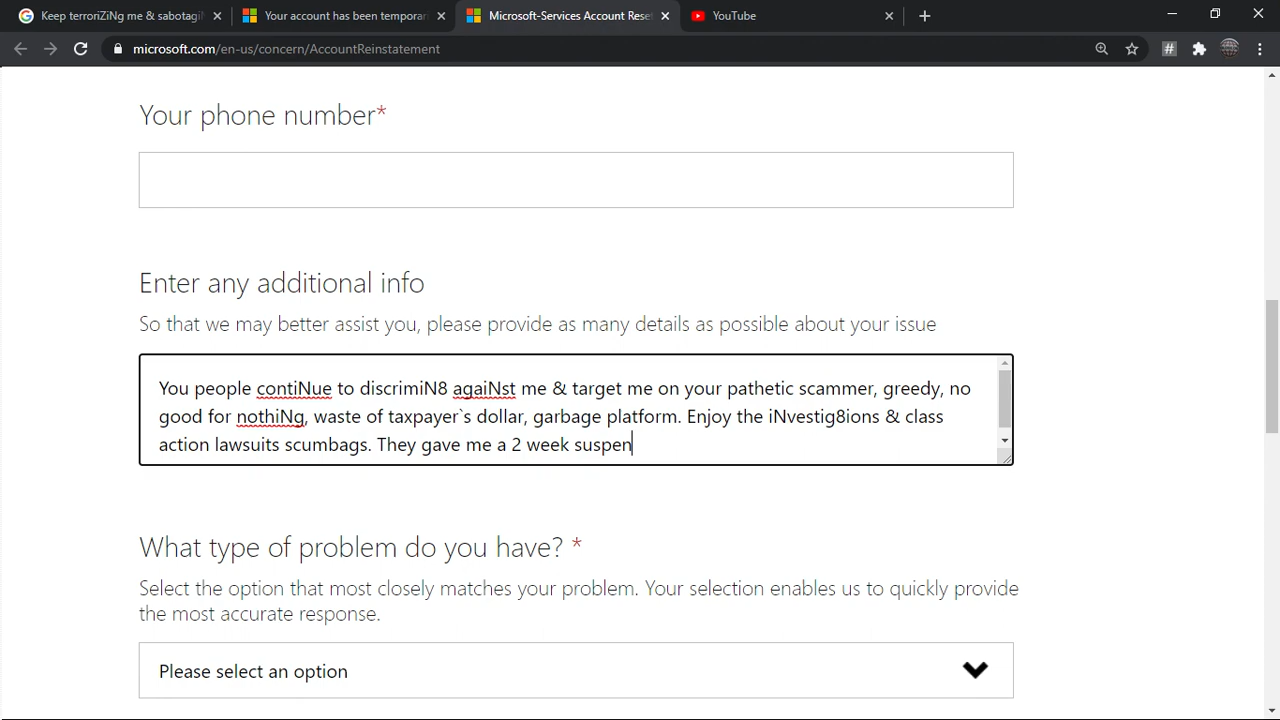 Keep terroriZiNg me & sabotagi
Your account has been temporar
Microsoft-Services Account Rese
YouTube
microsoft.com/en-us/concern/AccountReinstatement
#
Your phone number*
Enter any additional info
So that we may better assist you, please provide as many details as possible about your issue
You people contiNue to discrimiN8 agaiNst me & target me on your pathetic scammer, greedy, no
good for nothiNg, waste of taxpayer`s dollar, garbage platform. Enjoy the iNvestig8ions & class
action lawsuits scumbags. They gave me a 2 week suspen
What type of problem do you have? *
Select the option that most closely matches your problem. Your selection enables us to quickly provide
the most accurate response.
Please select an option